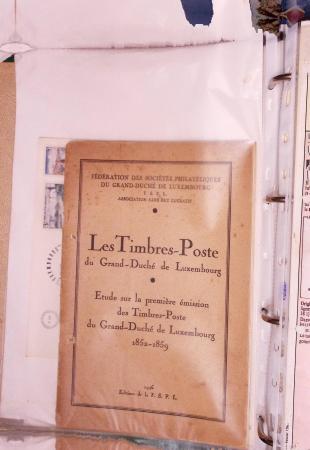 FÉDÉRATION DES SOCIÉTÉS PHILATÉLIQUES
DU GRAND-DUCHÉ DE LUXEMBOURG
F. S. P. L.
ASSOCIATION SANS BUT LUCRATIF
Les Timbres-Poste
du Grand-Duché de Luxembourg
Etude sur la première émission
des Timbres-Poste
du Grand-Duché de Luxembourg
1852-1859
1946
Editions de la F. S. P. L.